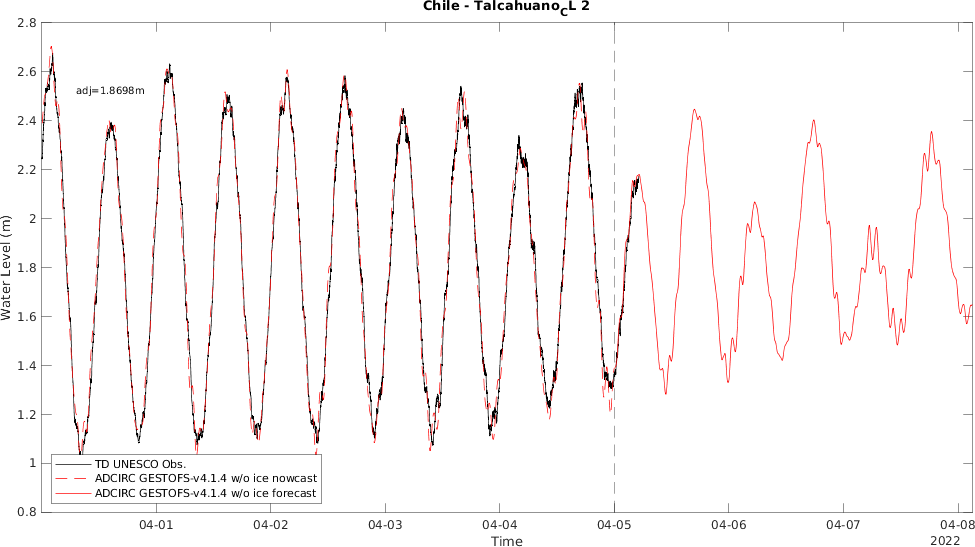 Chile - TalcahuanoCL 2
2.8
2.6
2.4
2.2
2
1.8
1.6
1.4
1.2
1
0.8
Water Level (m)
adj=1.8698m
TD UNESCO Obs.
ADCIRC GESTOFS-v4.1.4 w/o ice nowcast
ADCIRC GESTOFS-v4.1.4 w/o ice forecast
04-01 04-02 04-03 04-04 04-05 04-06 04-07 04-08
Time 2022